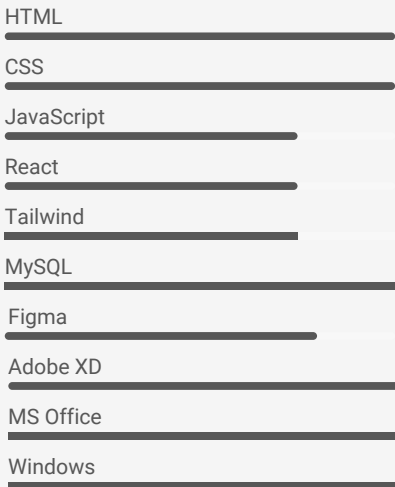 HTML
CSS
JavaScript
React
Tailwind
MySQL
Figma
Adobe XD
MS Office
Windows